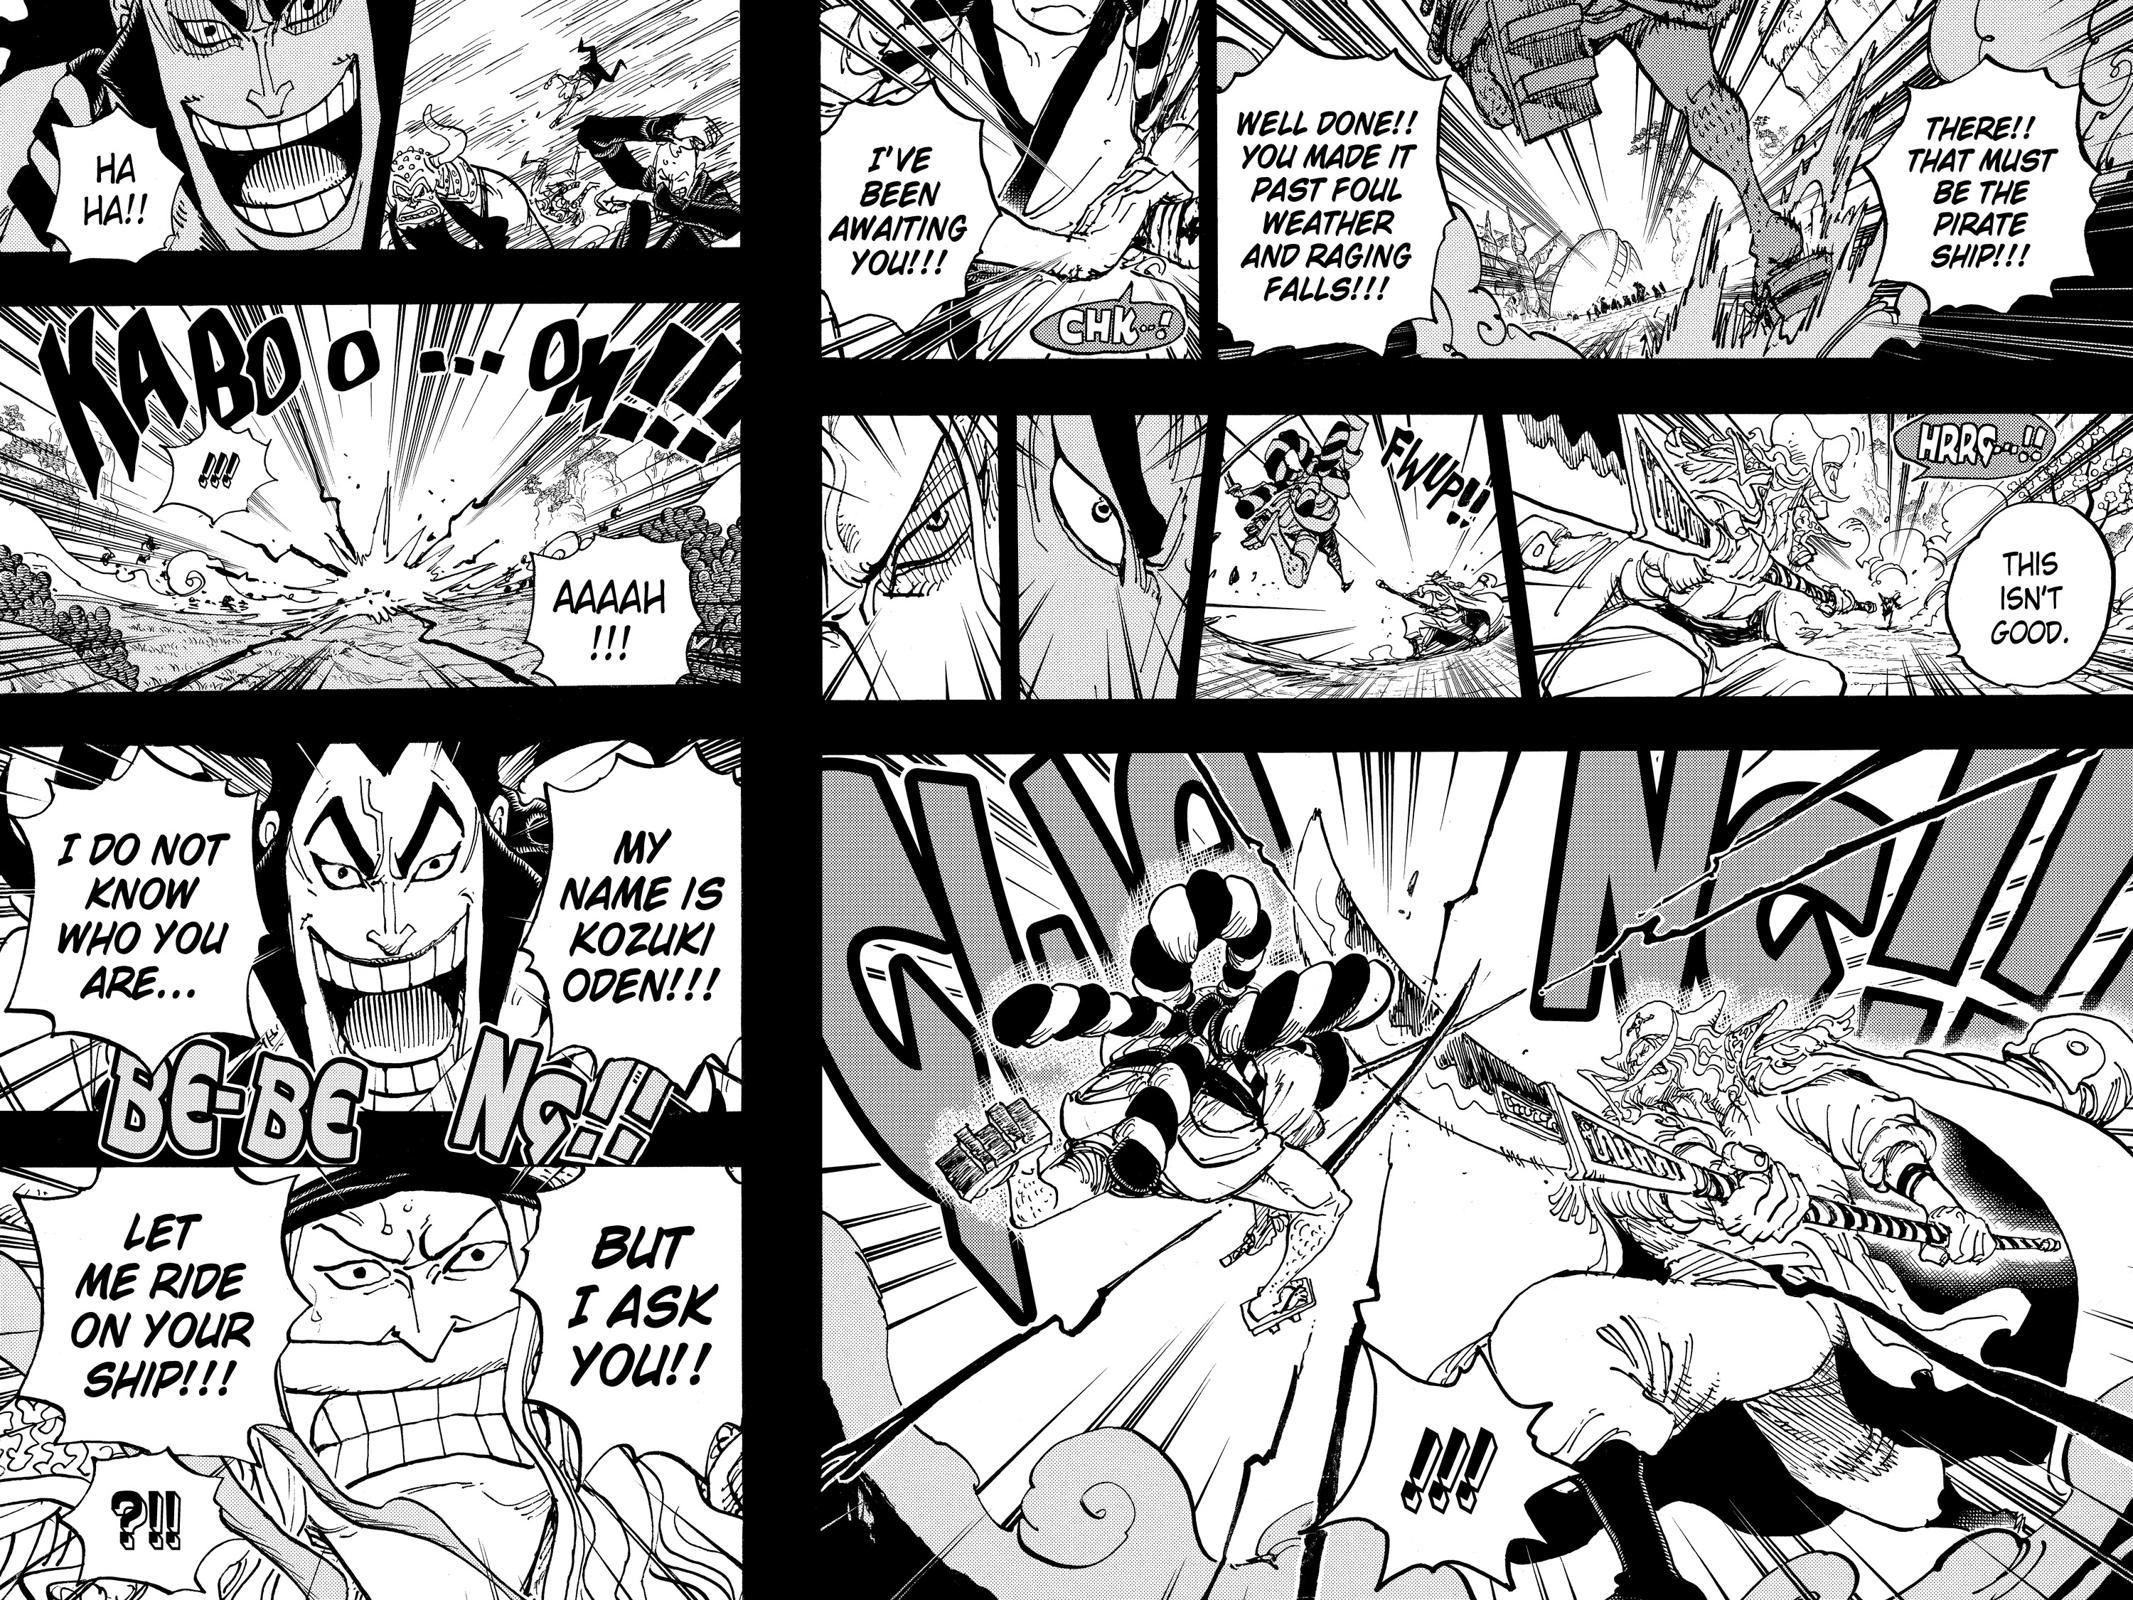 THERE!!
THAT MUST
BE THE
PIRATE
SHIP!!!
WELL DONE!!
YOU MADE IT
PAST FOUL
WEATHER
AND RAGING
FALLS!!!
I'VE
BEEN
AWAITING
YOU!!!
CHK...!
HRRG...!!
THIS
ISN'T
GOOD.
FWUP!!
CLANG!!!
!!!
HA
HA!!
KABOO...OM!!!
!!!
AAAAH
!!!
MY
NAME IS
KOZUKI
ODEN!!!
I DO NOT
KNOW
WHO YOU
ARE...
BE-BENG!!
BUT
I ASK
YOU!!
LET
ME RIDE
ON YOUR
SHIP!!!
?!!